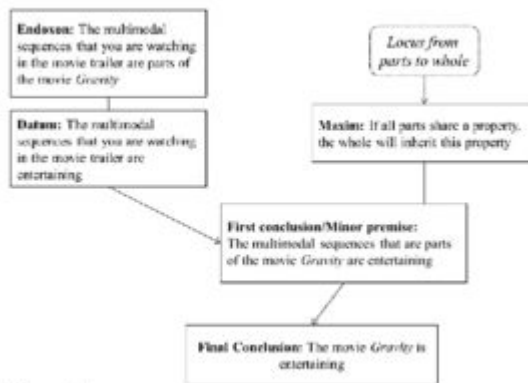 Endoxon: The multimodal
sequences that you are watching
in the movie trailer are parts of
the movie Gravity
Datum: The multimodal
sequences that you are watching
in the movie trailer are
entertaining
Locus from
parts to whole
Maxim: If all parts share a property,
the whole will inherit this property
First conclusion/Minor premise:
The multimodal sequences that are parts
of the movie Gravity are entertaining
Final Conclusion: The movie Gravity is
entertaining